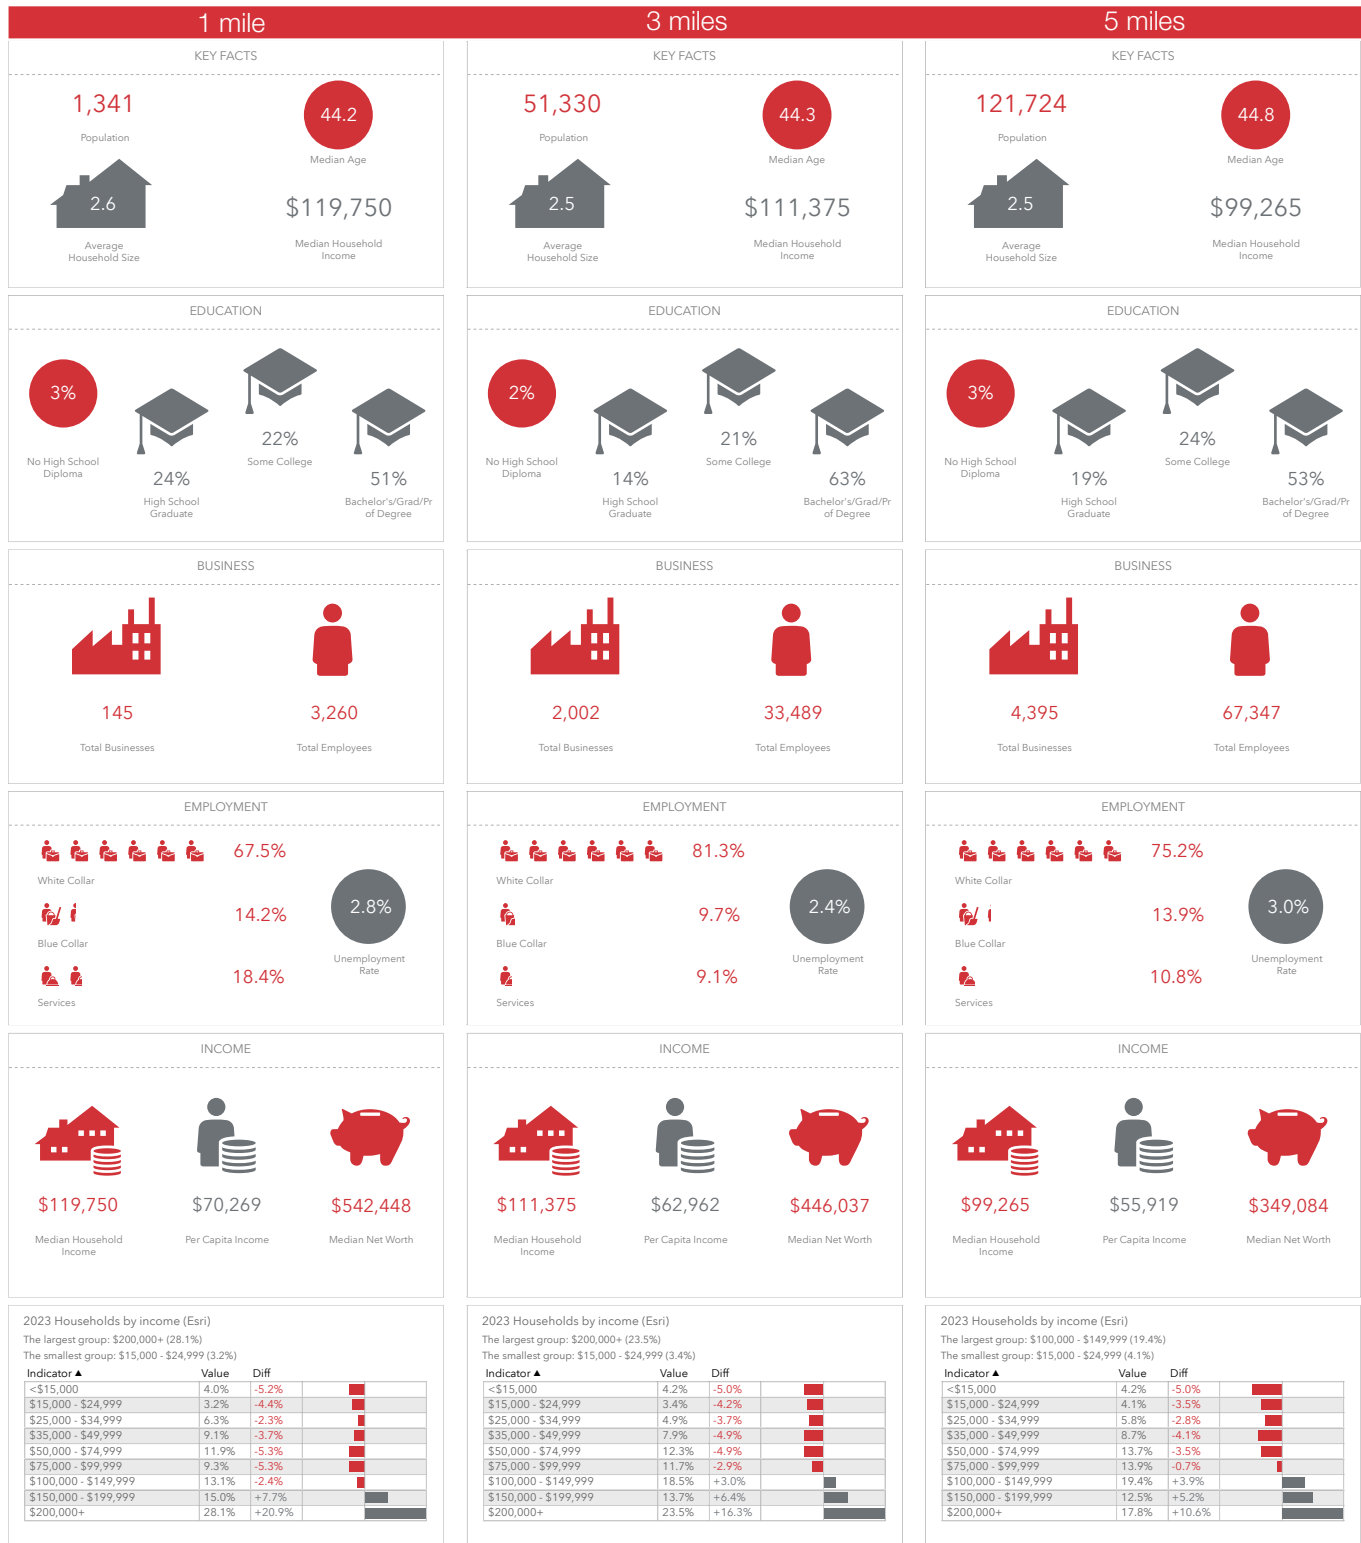 1 mile
3 miles
5 miles
KEY FACTS
1,341
Population
44.2
Median Age
2.6
Average
Household Size
$119,750
Median Household
Income
KEY FACTS
51,330
Population
44.3
Median Age
2.5
Average
Household Size
$111,375
Median Household
Income
KEY FACTS
121,724
Population
44.8
Median Age
2.5
Average
Household Size
$99,265
Median Household
Income
EDUCATION
3%
No High School
Diploma
24%
High School
Graduate
22%
Some College
51%
Bachelor's/Grad/Pr
of Degree
EDUCATION
2%
No High School
Diploma
14%
High School
Graduate
21%
Some College
63%
Bachelor's/Grad/Pr
of Degree
EDUCATION
3%
No High School
Diploma
19%
High School
Graduate
24%
Some College
53%
Bachelor's/Grad/Pr
of Degree
BUSINESS
145
Total Businesses
3,260
Total Employees
BUSINESS
2,002
Total Businesses
33,489
Total Employees
BUSINESS
4,395
Total Businesses
67,347
Total Employees
EMPLOYMENT
67.5%
White Collar
14.2%
Blue Collar
18.4%
Services
2.8%
Unemployment
Rate
EMPLOYMENT
81.3%
White Collar
9.7%
Blue Collar
9.1%
Services
2.4%
Unemployment
Rate
EMPLOYMENT
75.2%
White Collar
13.9%
Blue Collar
10.8%
Services
3.0%
Unemployment
Rate
INCOME
$119,750
Median Household
Income
$70,269
Per Capita Income
$542,448
Median Net Worth
INCOME
$111,375
Median Household
Income
$62,962
Per Capita Income
$446,037
Median Net Worth
INCOME
$99,265
Median Household
Income
$55,919
Per Capita Income
$349,084
Median Net Worth
2023 Households by income (Esri)
The largest group: $200,000+ (28.1%)
The smallest group: $15,000 - $24,999 (3.2%)
Indicator ▲ Value Diff
<$15,000 4.0% -5.2%
$15,000 - $24,999 3.2% -4.4%
$25,000 - $34,999 6.3% -2.3%
$35,000 - $49,999 9.1% -3.7%
$50,000 - $74,999 11.9% -5.3%
$75,000 - $99,999 9.3% -5.3%
$100,000 - $149,999 13.1% -2.4%
$150,000 - $199,999 15.0% +7.7%
$200,000+ 28.1% +20.9%
2023 Households by income (Esri)
The largest group: $200,000+ (23.5%)
The smallest group: $15,000 - $24,999 (3.4%)
Indicator ▲ Value Diff
<$15,000 4.2% -5.0%
$15,000 - $24,999 3.4% -4.2%
$25,000 - $34,999 4.9% -3.7%
$35,000 - $49,999 7.9% -4.9%
$50,000 - $74,999 12.3% -4.9%
$75,000 - $99,999 11.7% -2.9%
$100,000 - $149,999 18.5% +3.0%
$150,000 - $199,999 13.7% +6.4%
$200,000+ 23.5% +16.3%
2023 Households by income (Esri)
The largest group: $100,000 - $149,999 (19.4%)
The smallest group: $15,000 - $24,999 (4.1%)
Indicator ▲ Value Diff
<$15,000 4.2% -5.0%
$15,000 - $24,999 4.1% -3.5%
$25,000 - $34,999 5.8% -2.8%
$35,000 - $49,999 8.7% -4.1%
$50,000 - $74,999 13.7% -3.5%
$75,000 - $99,999 13.9% -0.7%
$100,000 - $149,999 19.4% +3.9%
$150,000 - $199,999 12.5% +5.2%
$200,000+ 17.8% +10.6%